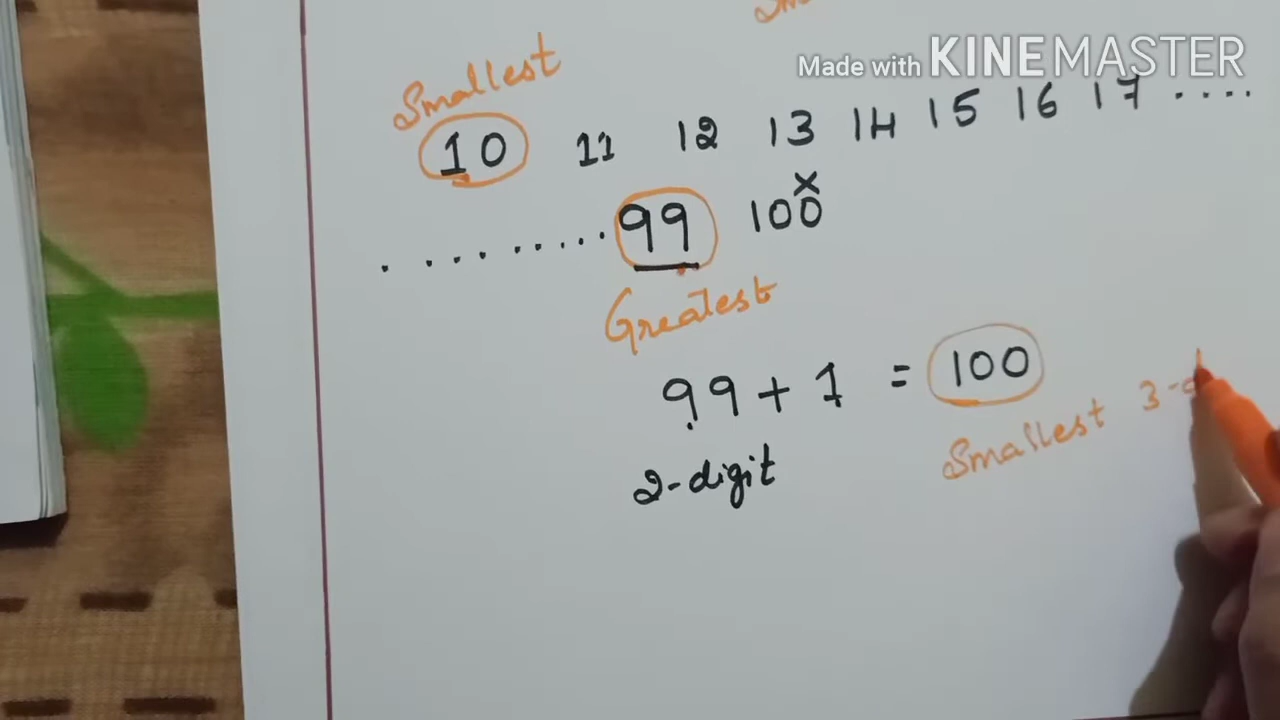 Made with KINEMASTER
Smallest
10 11 12 13 14 15 16 17 ....
......... 99 100 x
Greatest
99 + 1 = 100
Smallest 3-d
2-digit